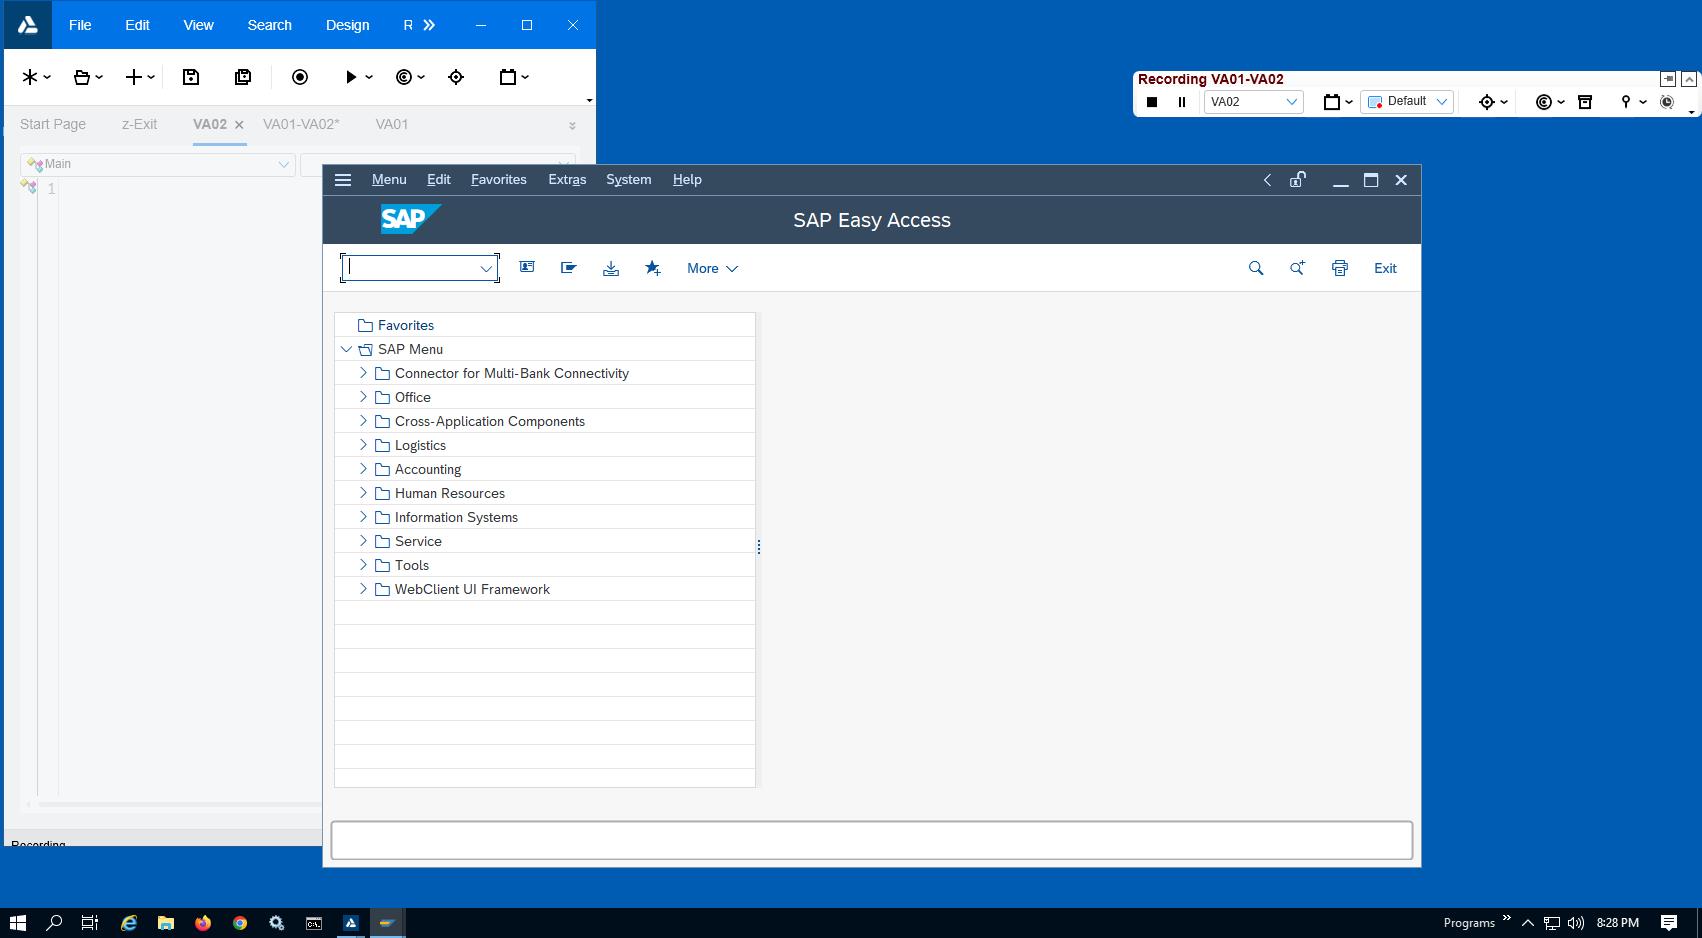 File Edit View Search Design R
Start Page z-Exit VA02 VA01-VA02* VA01
Main
1
Recording
Recording VA01-VA02
VA02 Default
Menu Edit Favorites Extras System Help
SAP SAP Easy Access
More Exit
Favorites
SAP Menu
Connector for Multi-Bank Connectivity
Office
Cross-Application Components
Logistics
Accounting
Human Resources
Information Systems
Service
Tools
WebClient UI Framework
Programs 8:28 PM